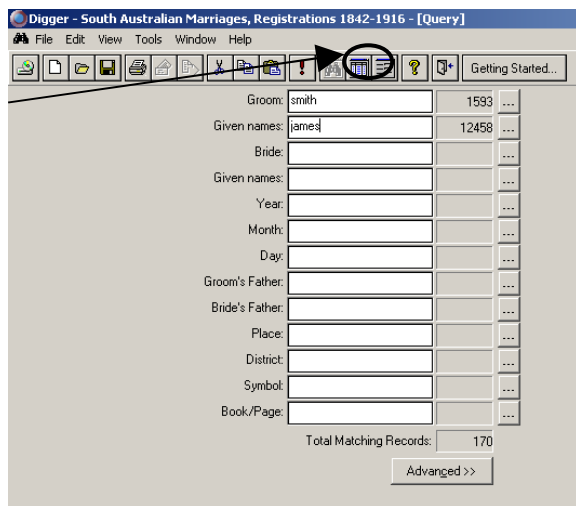 Digger - South Australian Marriages, Registrations 1842-1916 - [Query]
File Edit View Tools Window Help
Getting Started...
Groom: smith 1593 ...
Given names: james 12458 ...
Bride: ...
Given names: ...
Year: ...
Month: ...
Day: ...
Groom's Father: ...
Bride's Father: ...
Place: ...
District: ...
Symbol: ...
Book/Page: ...
Total Matching Records: 170
Advanced >>